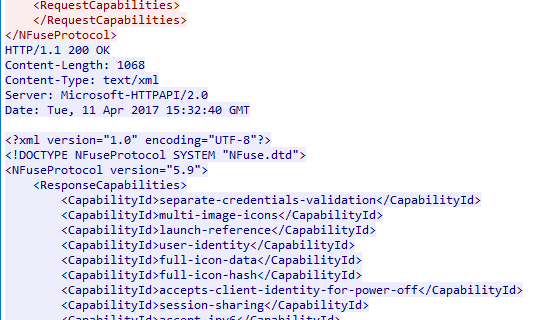 <RequestCapabilities>
</RequestCapabilities>
</NFuseProtocol>
HTTP/1.1 200 OK
Content-Length: 1068
Content-Type: text/xml
Server: Microsoft-HTTPAPI/2.0
Date: Tue, 11 Apr 2017 15:32:40 GMT
<?xml version="1.0" encoding="UTF-8"?>
<!DOCTYPE NFuseProtocol SYSTEM "NFuse.dtd">
<NFuseProtocol version="5.9">
<ResponseCapabilities>
<CapabilityId>separate-credentials-validation</CapabilityId>
<CapabilityId>multi-image-icons</CapabilityId>
<CapabilityId>launch-reference</CapabilityId>
<CapabilityId>user-identity</CapabilityId>
<CapabilityId>full-icon-data</CapabilityId>
<CapabilityId>full-icon-hash</CapabilityId>
<CapabilityId>accepts-client-identity-for-power-off</CapabilityId>
<CapabilityId>session-sharing</CapabilityId>
<CapabilityId>accept-ipv6</CapabilityId>